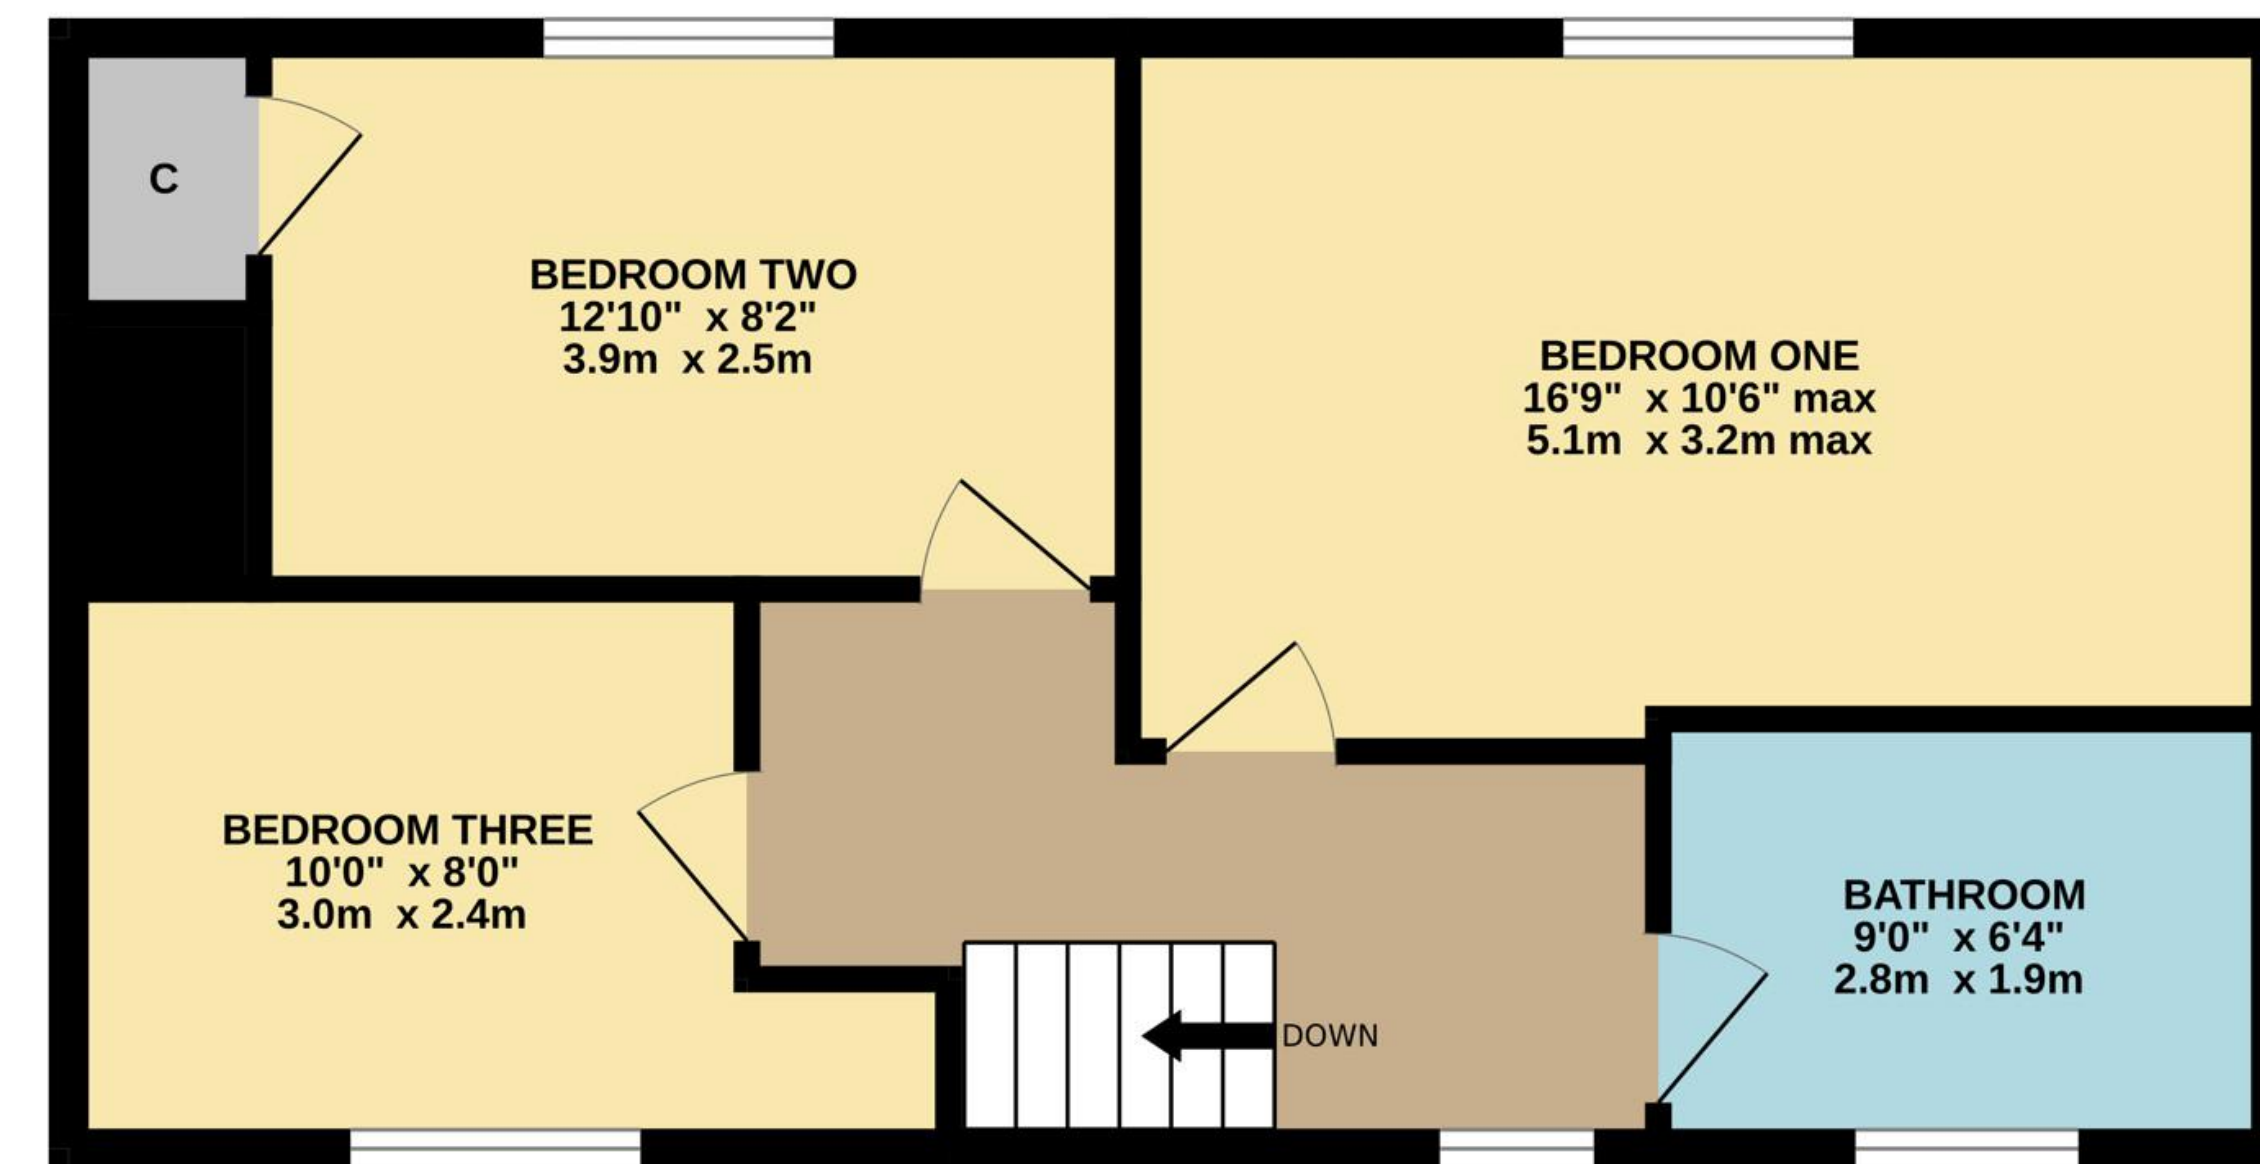 C
BEDROOM TWO
12'10" x 8'2"
3.9m x 2.5m
BEDROOM ONE
16'9" x 10'6" max
5.1m x 3.2m max
BEDROOM THREE
10'0" x 8'0"
3.0m x 2.4m
BATHROOM
9'0" x 6'4"
2.8m x 1.9m
DOWN